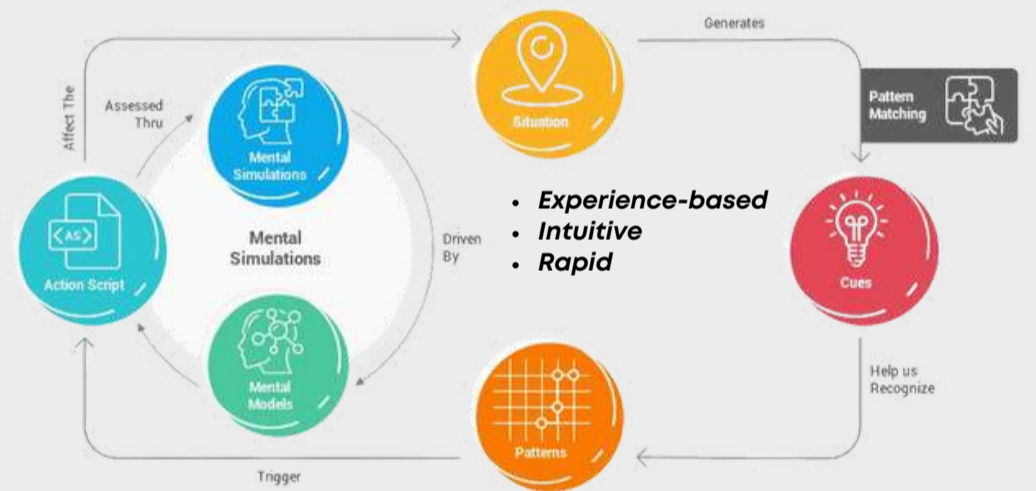 Generates
Affect The
Assessed
Thru
Mental
Simulations
Situation
Pattern
Matching
• Experience-based
• Intuitive
• Rapid
Mental
Simulations
Driven
By
<AS>
Action Script
Cues
Mental
Models
Patterns
Help us
Recognize
Trigger